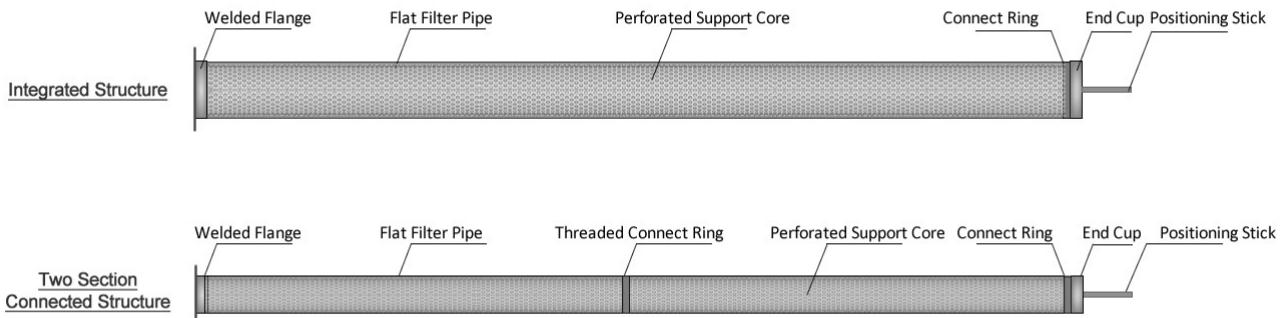 Welded Flange
Flat Filter Pipe
Perforated Support Core
Connect Ring
End Cup
Positioning Stick
Integrated Structure
Welded Flange
Flat Filter Pipe
Threaded Connect Ring
Perforated Support Core
Connect Ring
End Cup
Positioning Stick
Two Section
Connected Structure